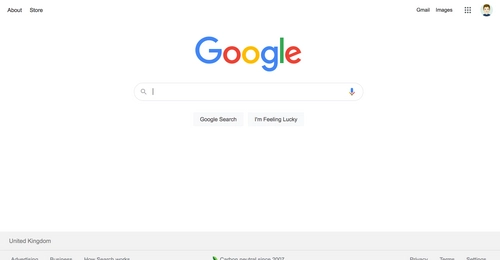 About Store Gmail Images
Google
Google Search I'm Feeling Lucky
United Kingdom
Advertising Business How Search works Carbon neutral since 2007 Privacy Terms Settings